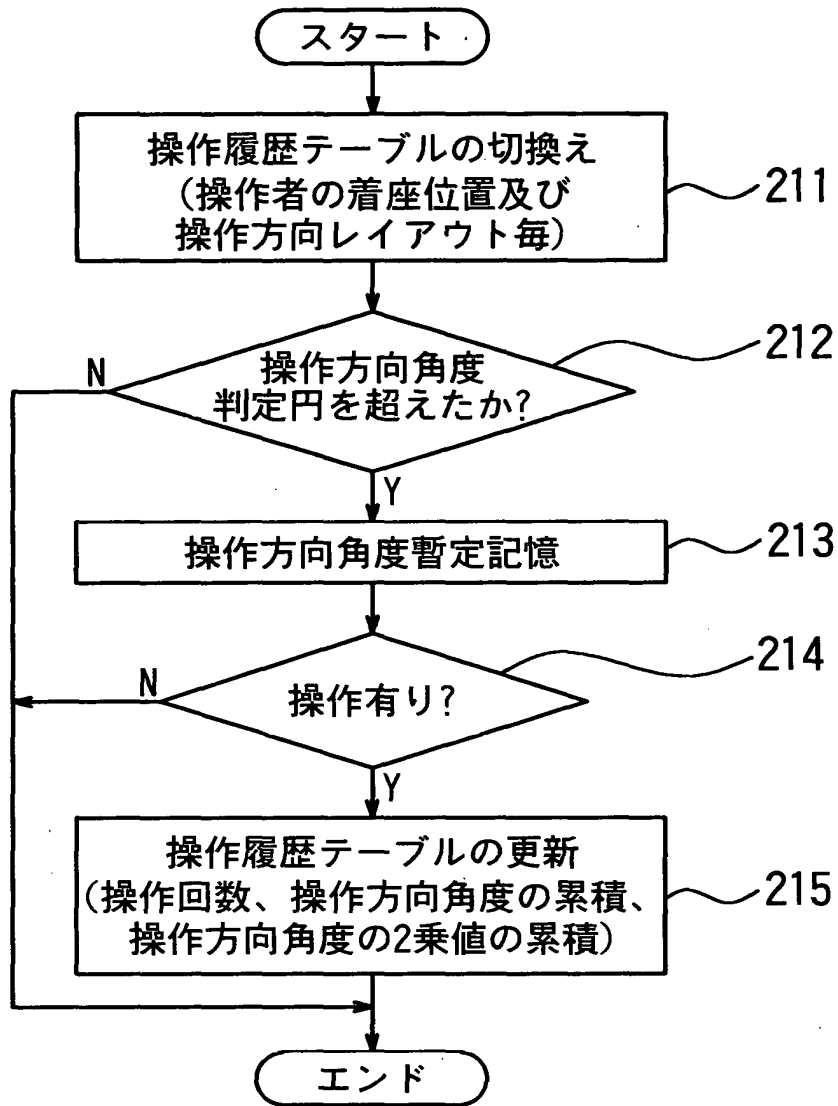 スタート
操作履歴テーブルの切換え
(操作者の着座位置及び
操作方向レイアウト毎)
211
操作方向角度
判定円を超えたか?
212
N
Y
操作方向角度暫定記憶
213
操作有り?
214
N
Y
操作履歴テーブルの更新
(操作回数、操作方向角度の累積、
操作方向角度の2乗値の累積)
215
エンド